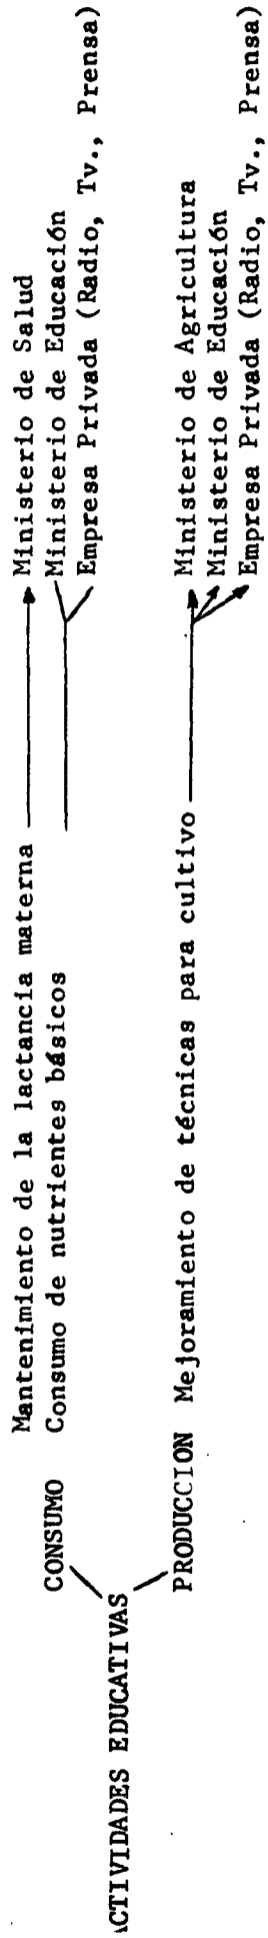 Mantenimiento de la lactancia materna
Ministerio de Salud
CONSUMO
Consumo de nutrientes básicos
Ministerio de Educación
Empresa Privada (Radio, Tv., Prensa)
ACTIVIDADES EDUCATIVAS
PRODUCCION
Mejoramiento de técnicas para cultivo
Ministerio de Agricultura
Ministerio de Educación
Empresa Privada (Radio, Tv., Prensa)